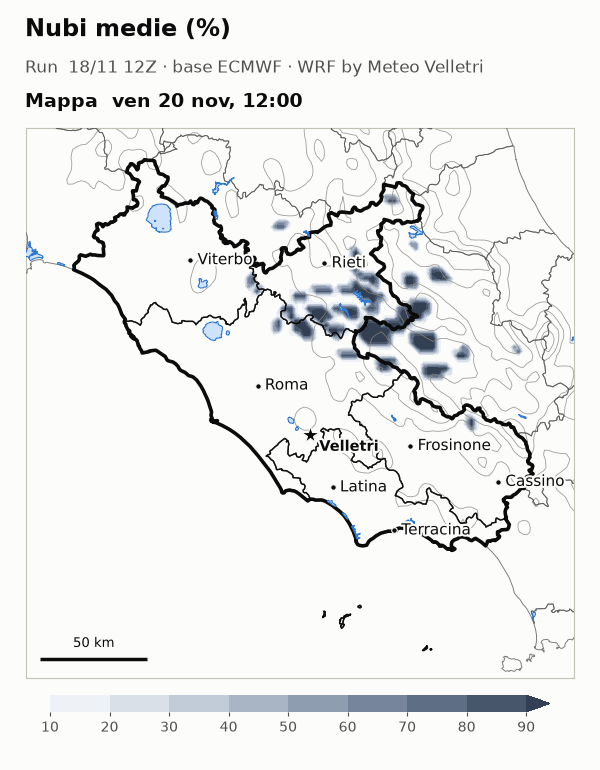 Nubi medie (%)
Run 18/11 12Z · base ECMWF · WRF by Meteo Velletri
Mappa ven 20 nov, 12:00
Viterbo
Rieti
Roma
Velletri
Frosinone
Cassino
Latina
Terracina
50 km
10 20 30 40 50 60 70 80 90